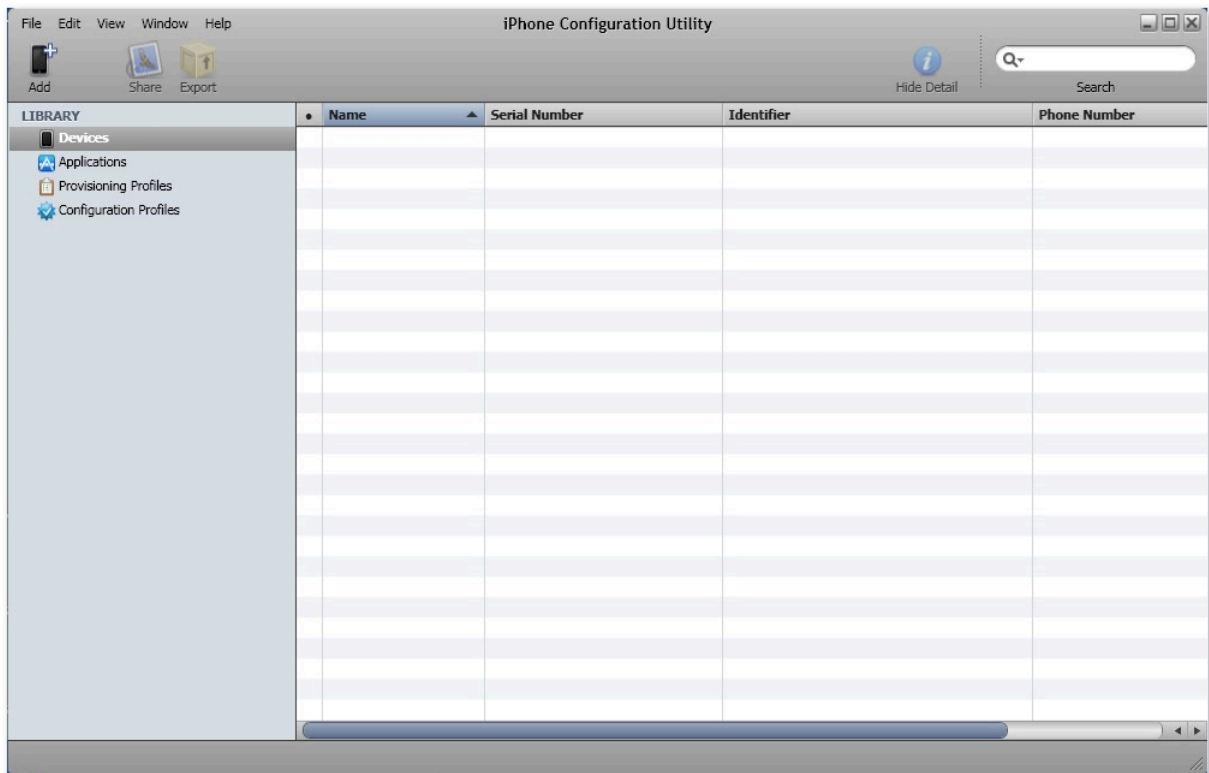 File Edit View Window Help iPhone Configuration Utility
Add Share Export Hide Detail Search
LIBRARY
Devices
Applications
Provisioning Profiles
Configuration Profiles
Name Serial Number Identifier Phone Number